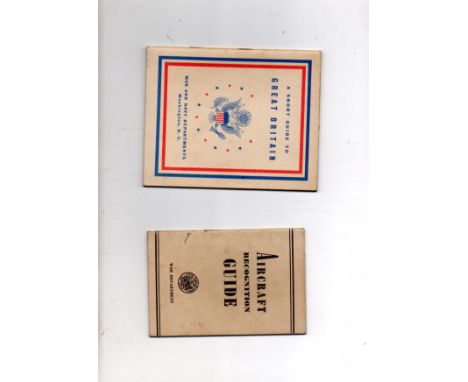 A SHORT GUIDE TO
GREAT BRITAIN
WAR AND NAVY DEPARTMENTS
Washington, D. C.
AIRCRAFT
RECOGNITION
GUIDE
WAR DEPARTMENT